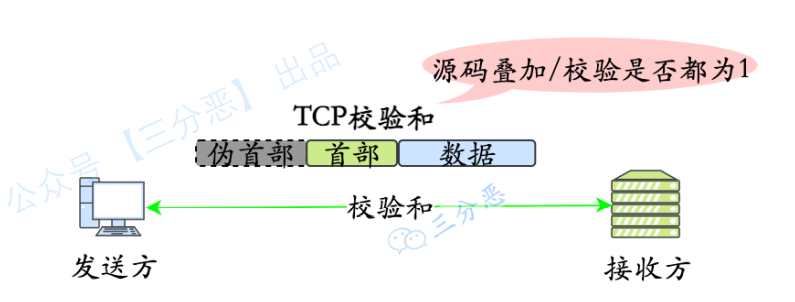 公众号【三分恶】出品
源码叠加/校验是否都为1
TCP校验和
伪首部 首部 数据
校验和
三分恶
发送方
接收方